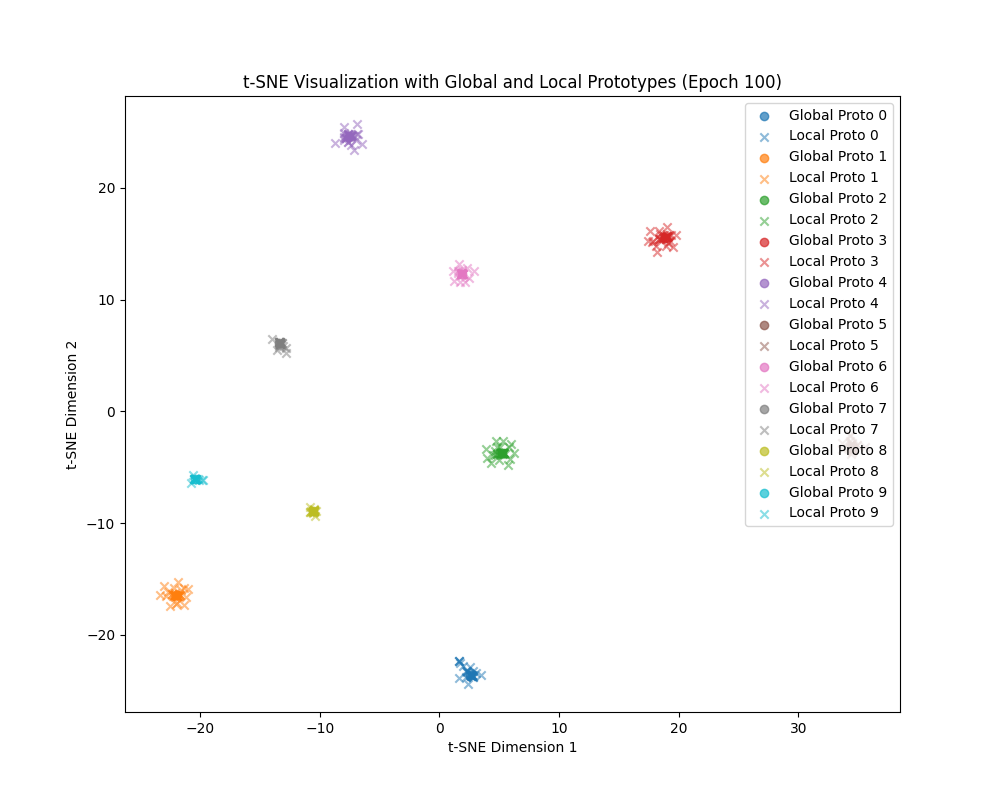 t-SNE Visualization with Global and Local Prototypes (Epoch 100)
Global Proto 0
Local Proto 0
Global Proto 1
Local Proto 1
Global Proto 2
Local Proto 2
Global Proto 3
Local Proto 3
Global Proto 4
Local Proto 4
Global Proto 5
Local Proto 5
Global Proto 6
Local Proto 6
Global Proto 7
Local Proto 7
Global Proto 8
Local Proto 8
Global Proto 9
Local Proto 9
t-SNE Dimension 2
20
10
0
−10
−20
−20 −10 0 10 20 30
t-SNE Dimension 1